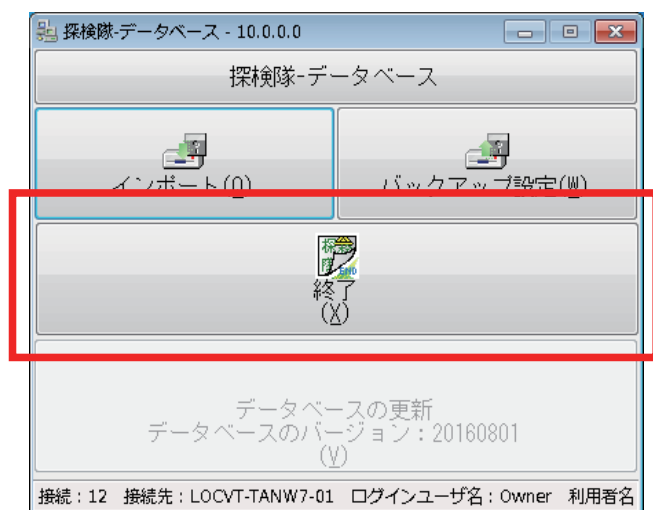 探検隊-データベース - 10.0.0.0
探検隊-データベース
インポート(O) バックアップ設定(W)
探
隊 END
終了
(X)
データベースの更新
データベースのバージョン：20160801
(V)
接続：12 接続先：LOCVT-TANW7-01 ログインユーザ名：Owner 利用者名